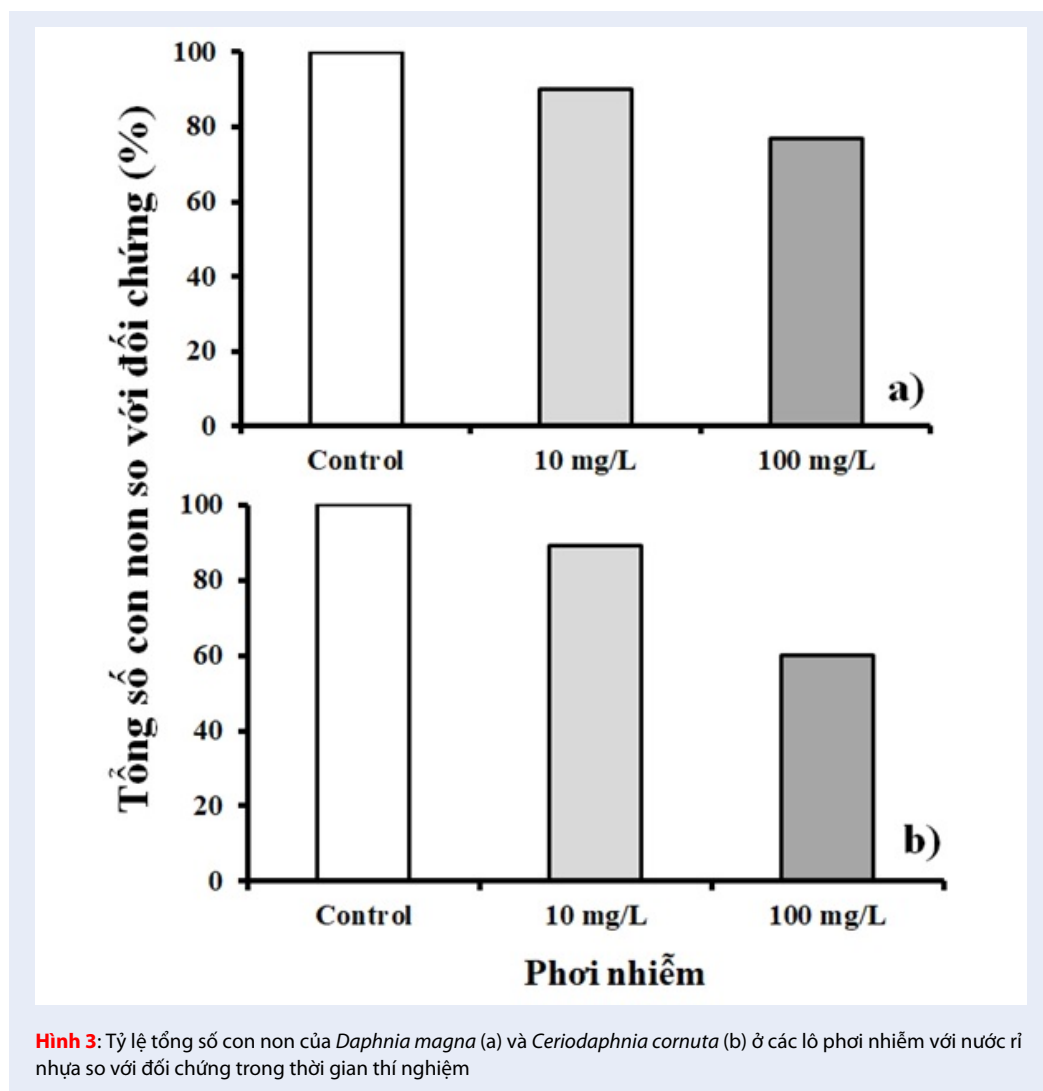 Tổng số con non so với đối chứng (%)
100
80
60
40
20
0
a)
Control 10 mg/L 100 mg/L
100
80
60
40
20
0
b)
Control 10 mg/L 100 mg/L
Phơi nhiễm
Hình 3: Tỷ lệ tổng số con non của Daphnia magna (a) và Ceriodaphnia cornuta (b) ở các lô phơi nhiễm với nước rỉ
nhựa so với đối chứng trong thời gian thí nghiệm